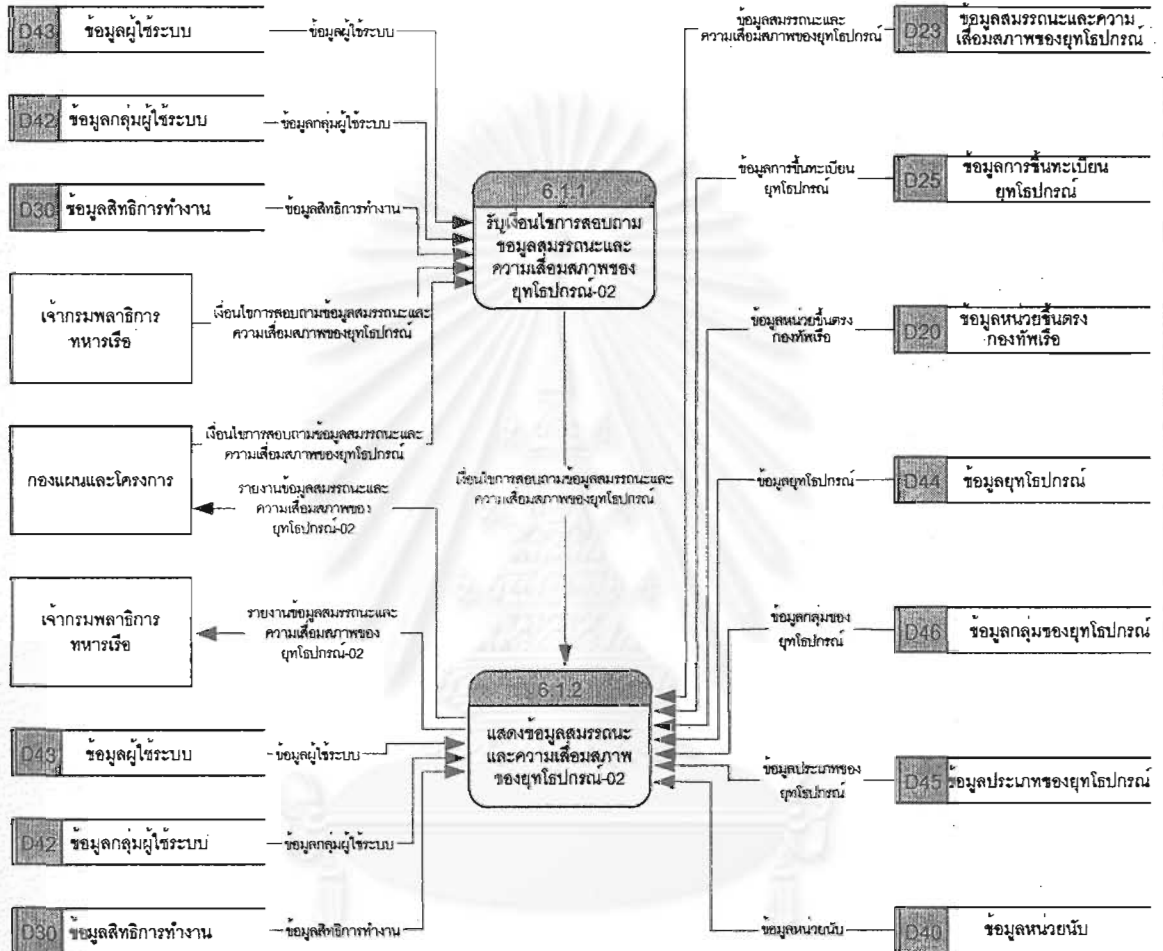 D43
ข้อมูลผู้ใช้ระบบ
ข้อมูลผู้ใช้ระบบ
D42
ข้อมูลกลุ่มผู้ใช้ระบบ
ข้อมูลกลุ่มผู้ใช้ระบบ
D30
ข้อมูลสิทธิการทำงาน
ข้อมูลสิทธิการทำงาน
เจ้ากรมพลาธิการ
ทหารเรือ
เงื่อนไขการสอบถามข้อมูลสมรรถนะและ
ความเสื่อมสภาพของยุทโธปกรณ์
กองแผนและโครงการ
เงื่อนไขการสอบถามข้อมูลสมรรถนะและ
ความเสื่อมสภาพของยุทโธปกรณ์
รายงานข้อมูลสมรรถนะและ
ความเสื่อมสภาพของ
ยุทโธปกรณ์-02
เจ้ากรมพลาธิการ
ทหารเรือ
รายงานข้อมูลสมรรถนะและ
ความเสื่อมสภาพของ
ยุทโธปกรณ์-02
D43
ข้อมูลผู้ใช้ระบบ
ข้อมูลผู้ใช้ระบบ
D42
ข้อมูลกลุ่มผู้ใช้ระบบ
ข้อมูลกลุ่มผู้ใช้ระบบ
D30
ข้อมูลสิทธิการทำงาน
ข้อมูลสิทธิการทำงาน
6.1.1
รับเงื่อนไขการสอบถาม
ข้อมูลสมรรถนะและ
ความเสื่อมสภาพของ
ยุทโธปกรณ์-02
เงื่อนไขการสอบถามข้อมูลสมรรถนะและ
ความเสื่อมสภาพของยุทโธปกรณ์
6.1.2
แสดงข้อมูลสมรรถนะ
และความเสื่อมสภาพ
ของยุทโธปกรณ์-02
ข้อมูลสมรรถนะและ
ความเสื่อมสภาพของยุทโธปกรณ์
D23
ข้อมูลสมรรถนะและความ
เสื่อมสภาพของยุทโธปกรณ์
ข้อมูลการขึ้นทะเบียน
ยุทโธปกรณ์
D25
ข้อมูลการขึ้นทะเบียน
ยุทโธปกรณ์
ข้อมูลหน่วยขึ้นตรง
กองทัพเรือ
D20
ข้อมูลหน่วยขึ้นตรง
กองทัพเรือ
ข้อมูลยุทโธปกรณ์
D44
ข้อมูลยุทโธปกรณ์
ข้อมูลกลุ่มของ
ยุทโธปกรณ์
D46
ข้อมูลกลุ่มของยุทโธปกรณ์
ข้อมูลประเภทของ
ยุทโธปกรณ์
D45
ข้อมูลประเภทของยุทโธปกรณ์
ข้อมูลหน่วยนับ
D40
ข้อมูลหน่วยนับ